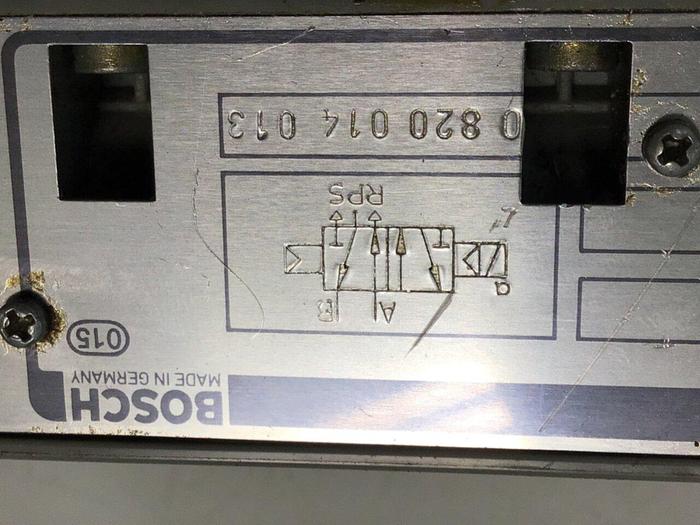 BOSCH
MADE IN GERMANY
015
A B
a
RPS
0 820 014 013